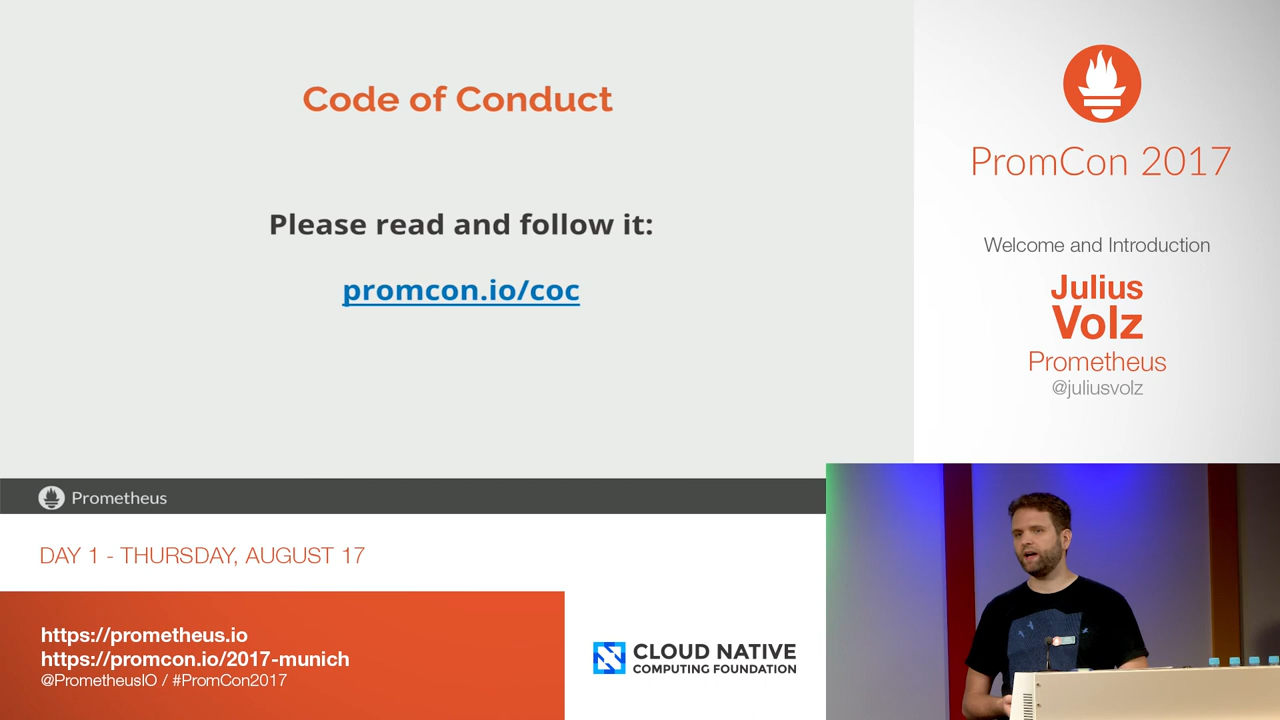 Code of Conduct
Please read and follow it:
promcon.io/coc
Prometheus
PromCon 2017
Welcome and Introduction
Julius
Volz
Prometheus
@juliusvolz
DAY 1 - THURSDAY, AUGUST 17
https://prometheus.io
https://promcon.io/2017-munich
@PrometheusIO / #PromCon2017
CLOUD NATIVE
COMPUTING FOUNDATION